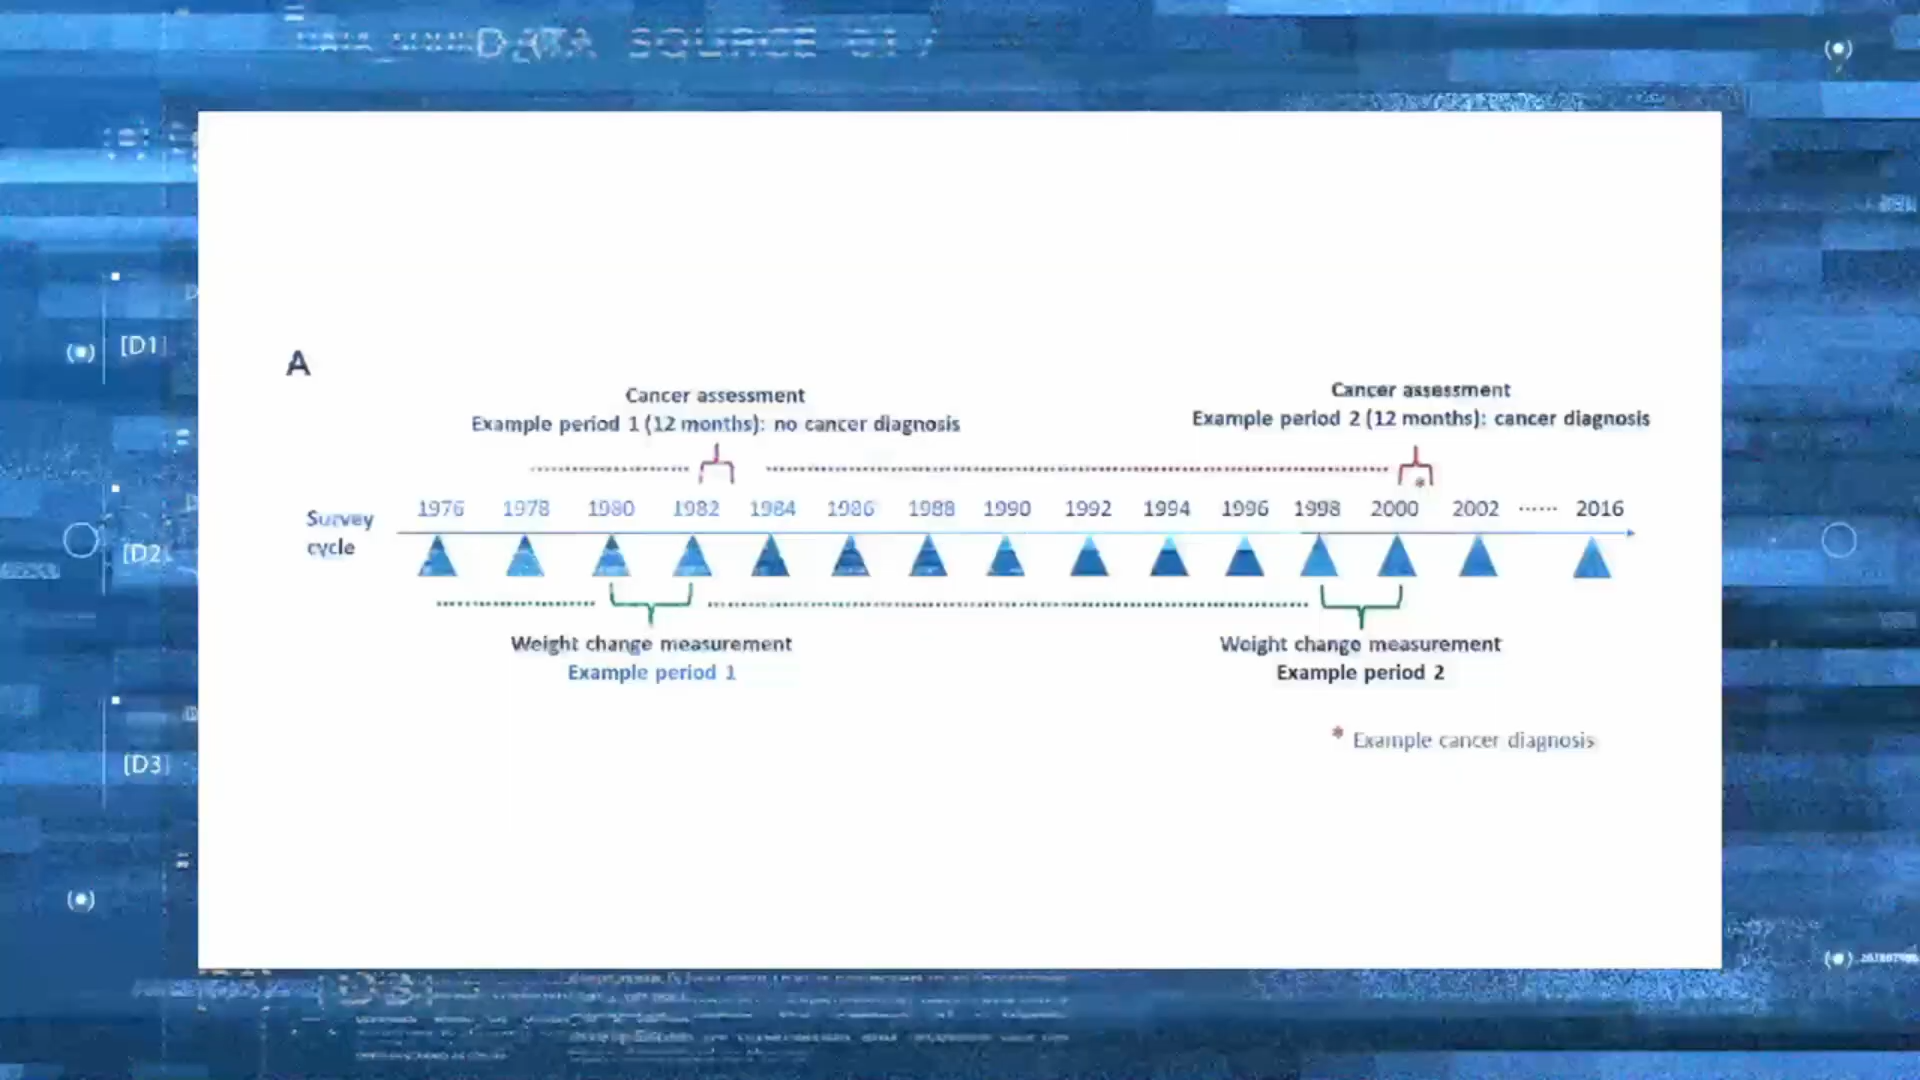 DATA SOURCE 017
[D1]
[D2]
[D3]
A
Cancer assessment
Example period 1 (12 months): no cancer diagnosis
Cancer assessment
Example period 2 (12 months): cancer diagnosis
Survey cycle
1976 1978 1980 1982 1984 1986 1988 1990 1992 1994 1996 1998 2000 2002 ...... 2016
*
Weight change measurement
Example period 1
Weight change measurement
Example period 2
* Example cancer diagnosis